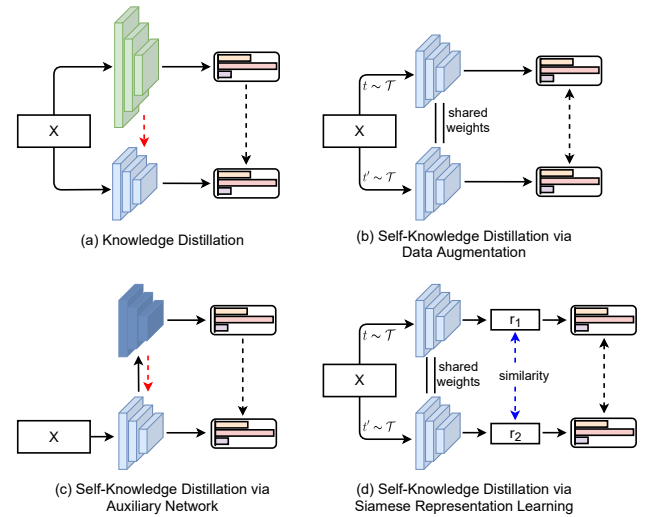 X
(a) Knowledge Distillation
t ~ 𝒯
X
shared
weights
t′ ~ 𝒯
(b) Self-Knowledge Distillation via
Data Augmentation
X
(c) Self-Knowledge Distillation via
Auxiliary Network
t ~ 𝒯
r1
X
shared
weights
similarity
t′ ~ 𝒯
r2
(d) Self-Knowledge Distillation via
Siamese Representation Learning